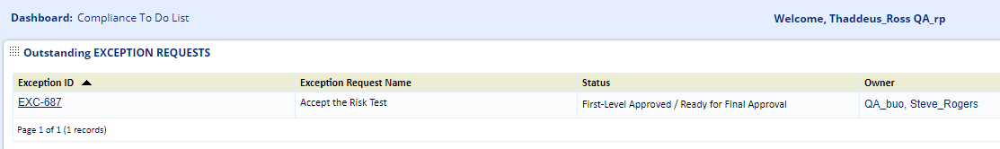 Dashboard: Compliance To Do List Welcome, Thaddeus_Ross QA_rp
Outstanding EXCEPTION REQUESTS
Exception ID Exception Request Name Status Owner
EXC-687 Accept the Risk Test First-Level Approved / Ready for Final Approval QA_buo, Steve_Rogers
Page 1 of 1 (1 records)